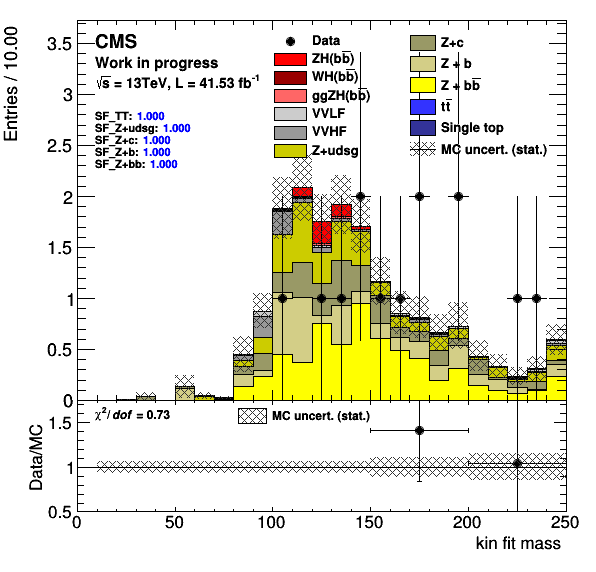 CMS
Work in progress
√s = 13TeV, L = 41.53 fb⁻¹
SF_TT: 1.000
SF_Z+udsg: 1.000
SF_Z+c: 1.000
SF_Z+b: 1.000
SF_Z+bb: 1.000
Data
ZH(bb̅)
WH(bb̅)
ggZH(bb̅)
VVLF
VVHF
Z+udsg
Z+c
Z + b
Z + bb̅
tt̅
Single top
MC uncert. (stat.)
Entries / 10.00
3.5
3
2.5
2
1.5
1
0.5
0
χ²/ dof = 0.73
MC uncert. (stat.)
Data/MC
1.5
1
0.5
0
50
100
150
200
250
kin fit mass